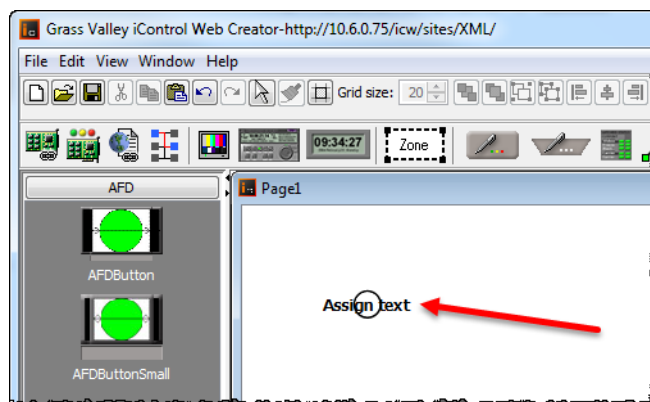 Grass Valley iControl Web Creator-http://10.6.0.75/icw/sites/XML/
File Edit View Window Help
Grid size: 20
09:34:27 Zone
AFD
Page1
AFDButton
Assign text
AFDButtonSmall